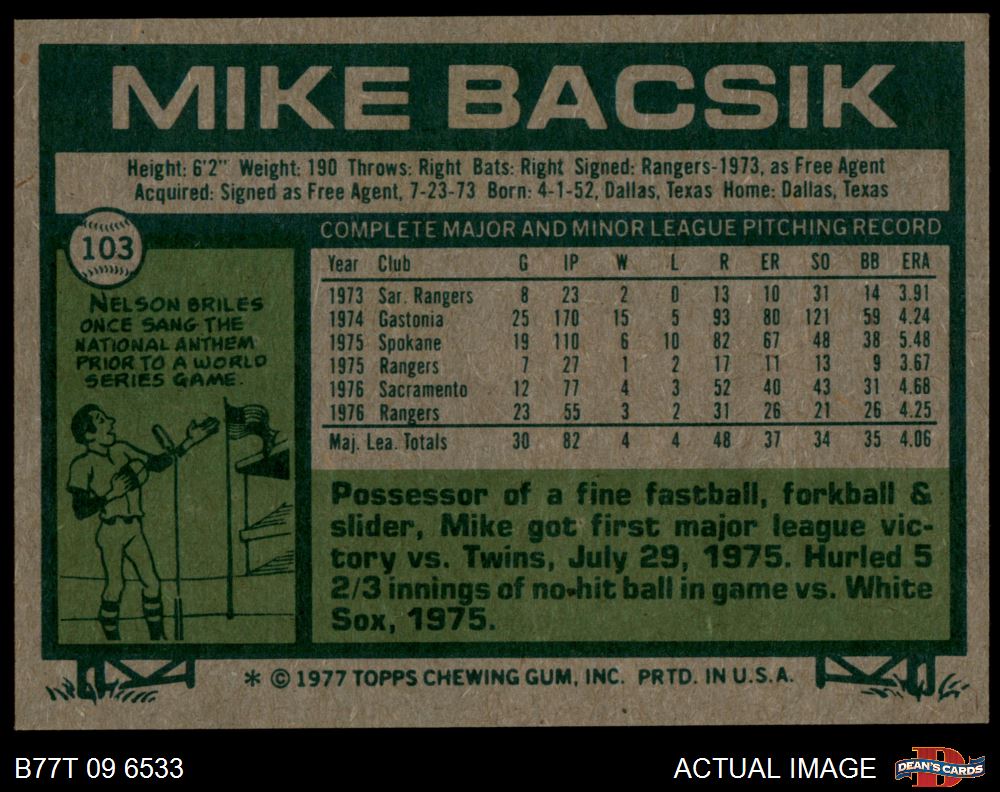 MIKE BACSIK
Height: 6'2" Weight: 190 Throws: Right Bats: Right Signed: Rangers-1973, as Free Agent
Acquired: Signed as Free Agent, 7-23-73 Born: 4-1-52, Dallas, Texas Home: Dallas, Texas
103
NELSON BRILES
ONCE SANG THE
NATIONAL ANTHEM
PRIOR TO A WORLD
SERIES GAME.
COMPLETE MAJOR AND MINOR LEAGUE PITCHING RECORD
Year Club G IP W L R ER SO BB ERA
1973 Sar. Rangers 8 23 2 0 13 10 31 14 3.91
1974 Gastonia 25 170 15 5 93 80 121 59 4.24
1975 Spokane 19 110 6 10 82 67 48 38 5.48
1975 Rangers 7 27 1 2 17 11 13 9 3.67
1976 Sacramento 12 77 4 3 52 40 43 31 4.68
1976 Rangers 23 55 3 2 31 26 21 26 4.25
Maj. Lea. Totals 30 82 4 4 48 37 34 35 4.06
Possessor of a fine fastball, forkball &
slider, Mike got first major league vic-
tory vs. Twins, July 29, 1975. Hurled 5
2/3 innings of no-hit ball in game vs. White
Sox, 1975.
* © 1977 TOPPS CHEWING GUM, INC. PRTD. IN U.S.A.
B77T 09 6533
ACTUAL IMAGE
D
DEAN'S CARDS